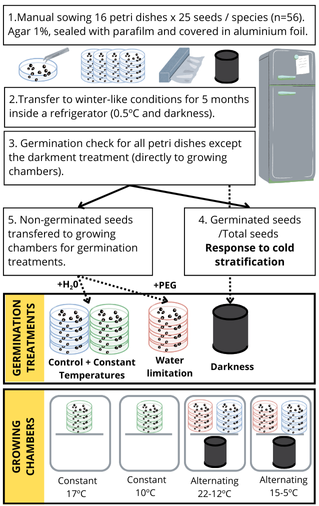 1.Manual sowing 16 petri dishes x 25 seeds / species (n=56).
Agar 1%, sealed with parafilm and covered in aluminium foil.
2.Transfer to winter-like conditions for 5 months
inside a refrigerator (0.5ºC and darkness).
3. Germination check for all petri dishes except
the darkment treatment (directly to growing
chambers).
5. Non-germinated seeds
transfered to growing
chambers for germination
treatments.
4. Germinated seeds
/Total seeds
Response to cold
stratification
+H₂0
+PEG
GERMINATION
TREATMENTS
Control + Constant
Temperatures
Water
limitation
Darkness
GROWING
CHAMBERS
Constant
17ºC
Constant
10ºC
Alternating
22-12ºC
Alternating
15-5ºC